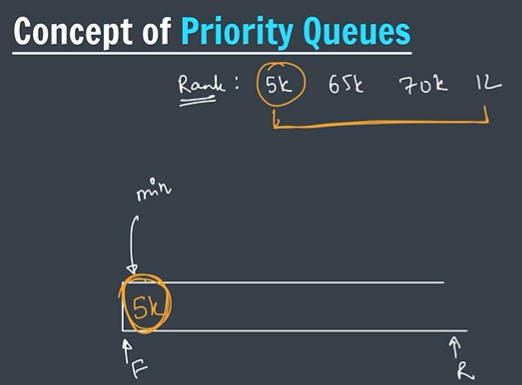 Concept of Priority Queues
Rank : 5k 65k 70k 1L
min
5k
F R